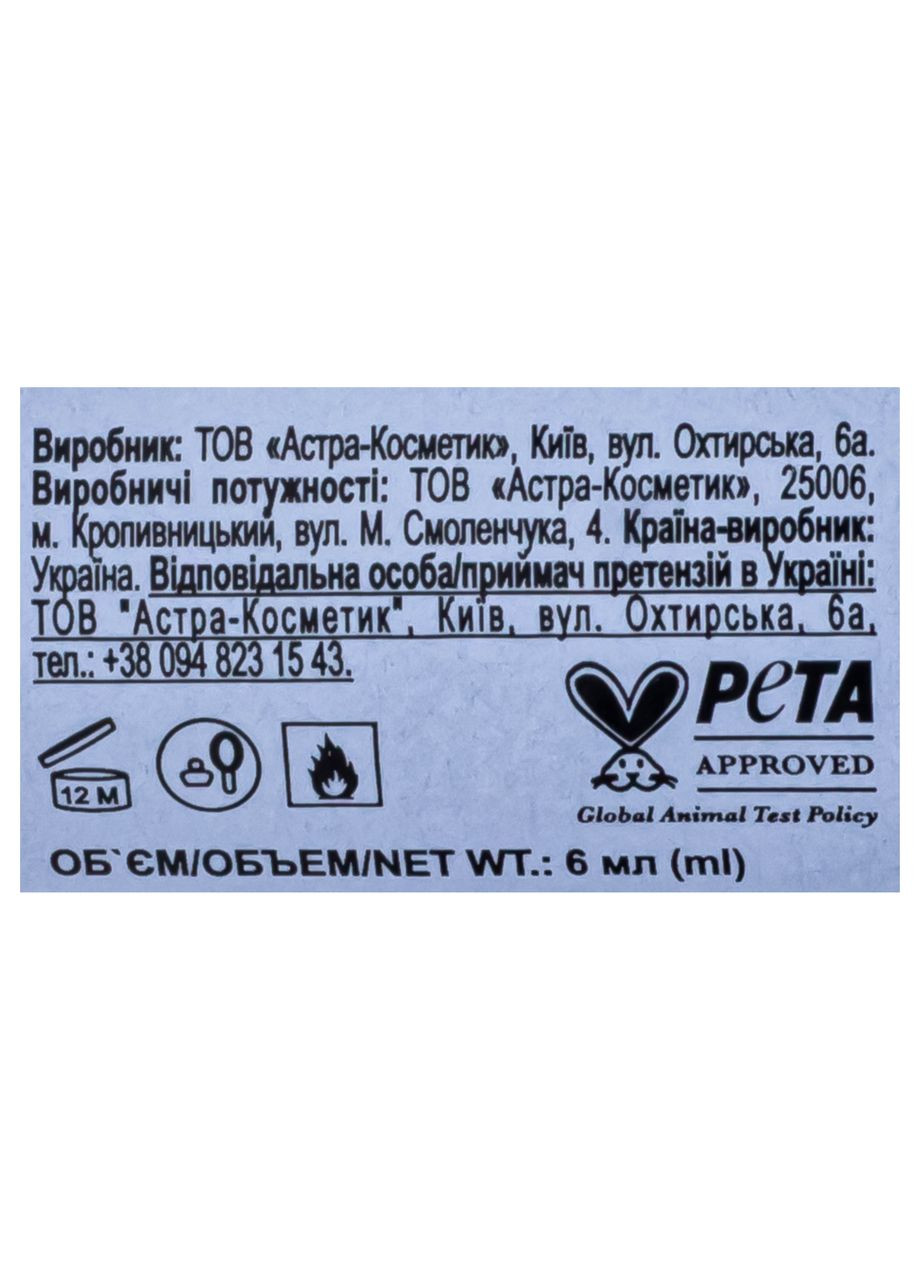 Виробник: ТОВ «Астра-Косметик», Київ, вул. Охтирська, 6а.
Виробничі потужності: ТОВ «Астра-Косметик», 25006,
м. Кропивницький, вул. М. Смоленчука, 4. Країна-виробник:
Україна. Відповідальна особа/приймач претензій в Україні:
ТОВ "Астра-Косметик", Київ, вул. Охтирська, 6а,
тел.: +38 094 823 15 43.
PETA
APPROVED
Global Animal Test Policy
12 M
ОБ`ЄМ/ОБЪЕМ/NET WT.: 6 мл (ml)